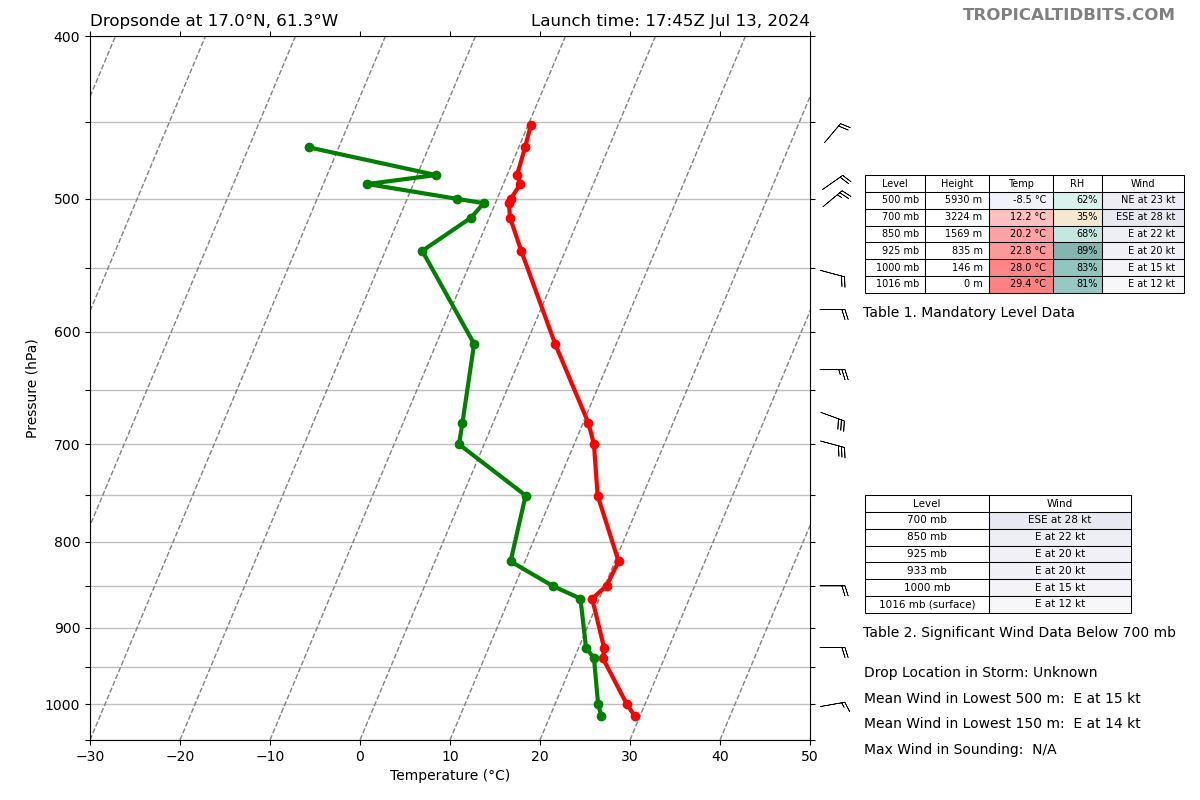 Dropsonde at 17.0°N, 61.3°W Launch time: 17:45Z Jul 13, 2024
TROPICALTIDBITS.COM
400
500
600
700
800
900
1000
Pressure (hPa)
−30 −20 −10 0 10 20 30 40 50
Temperature (°C)
Level Height Temp RH Wind
500 mb 5930 m -8.5 °C 62% NE at 23 kt
700 mb 3224 m 12.2 °C 35% ESE at 28 kt
850 mb 1569 m 20.2 °C 68% E at 22 kt
925 mb 835 m 22.8 °C 89% E at 20 kt
1000 mb 146 m 28.0 °C 83% E at 15 kt
1016 mb 0 m 29.4 °C 81% E at 12 kt
Table 1. Mandatory Level Data
Level Wind
700 mb ESE at 28 kt
850 mb E at 22 kt
925 mb E at 20 kt
933 mb E at 20 kt
1000 mb E at 15 kt
1016 mb (surface) E at 12 kt
Table 2. Significant Wind Data Below 700 mb
Drop Location in Storm: Unknown
Mean Wind in Lowest 500 m: E at 15 kt
Mean Wind in Lowest 150 m: E at 14 kt
Max Wind in Sounding: N/A